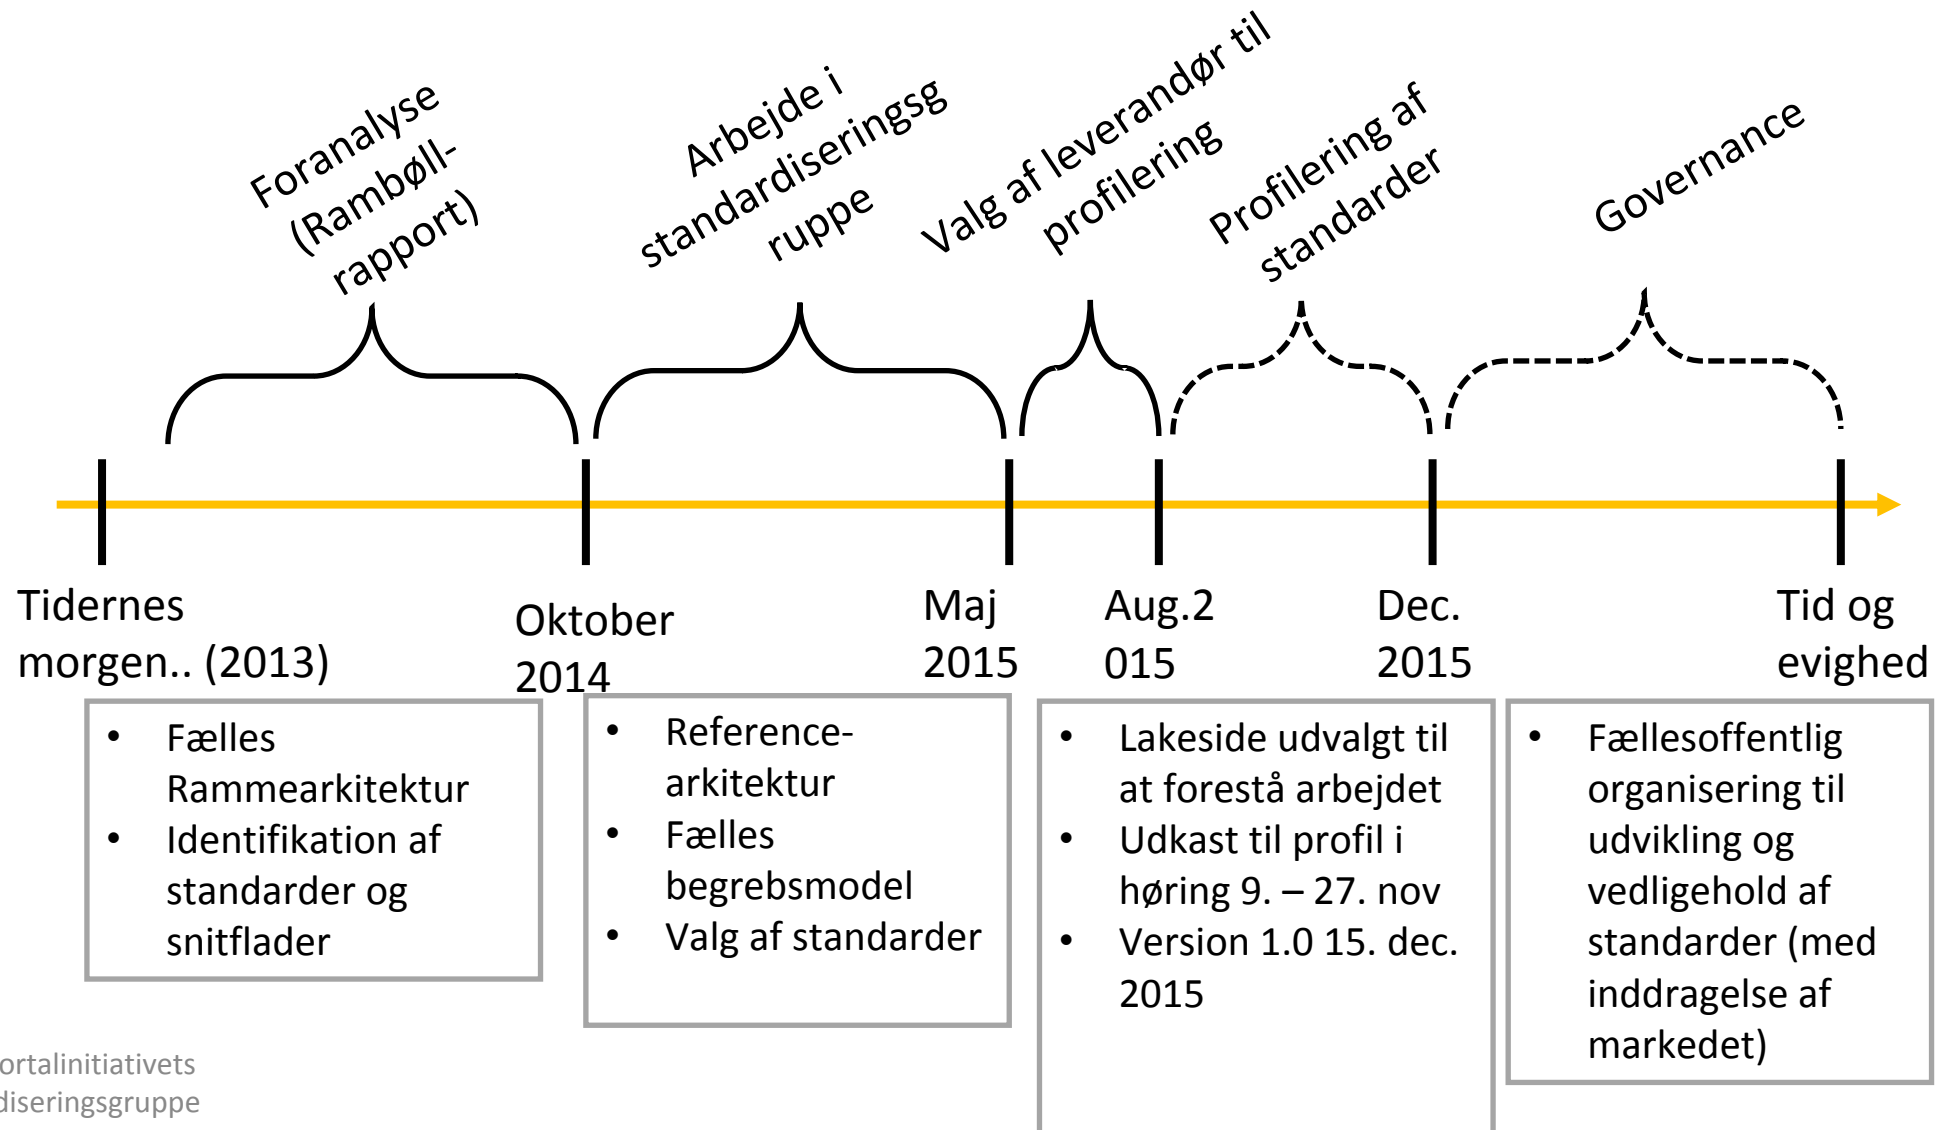 Foranalyse
(Rambøll-
rapport)
Arbejde i
standardiseringsg
ruppe
Valg af leverandør til
profilering
Profilering af
standarder
Governance
Tidernes
morgen.. (2013)
Oktober
2014
Maj
2015
Aug.2
015
Dec.
2015
Tid og
evighed
• Fælles
Rammearkitektur
• Identifikation af
standarder og
snitflader
• Reference-
arkitektur
• Fælles
begrebsmodel
• Valg af standarder
• Lakeside udvalgt til
at forestå arbejdet
• Udkast til profil i
høring 9. – 27. nov
• Version 1.0 15. dec.
2015
• Fællesoffentlig
organisering til
udvikling og
vedligehold af
standarder (med
inddragelse af
markedet)
ortalinitiativets
diseringsgruppe